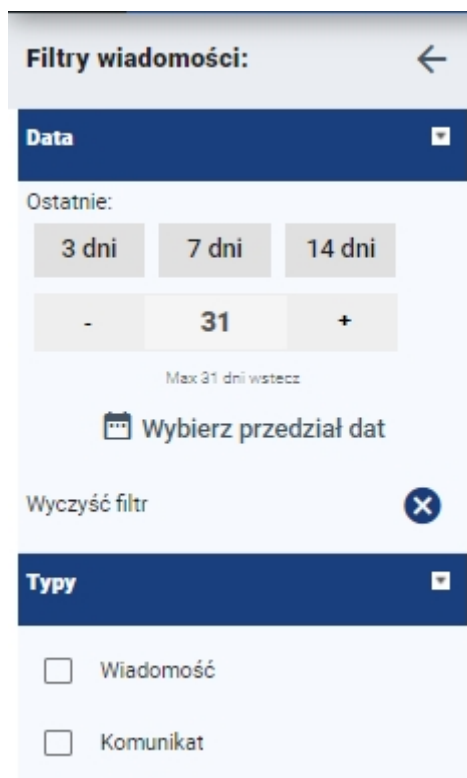 Filtry wiadomości:
Data
Ostatnie:
3 dni 7 dni 14 dni
- 31 +
Max 31 dni wstecz
Wybierz przedział dat
Wyczyść filtr
Typy
Wiadomość
Komunikat